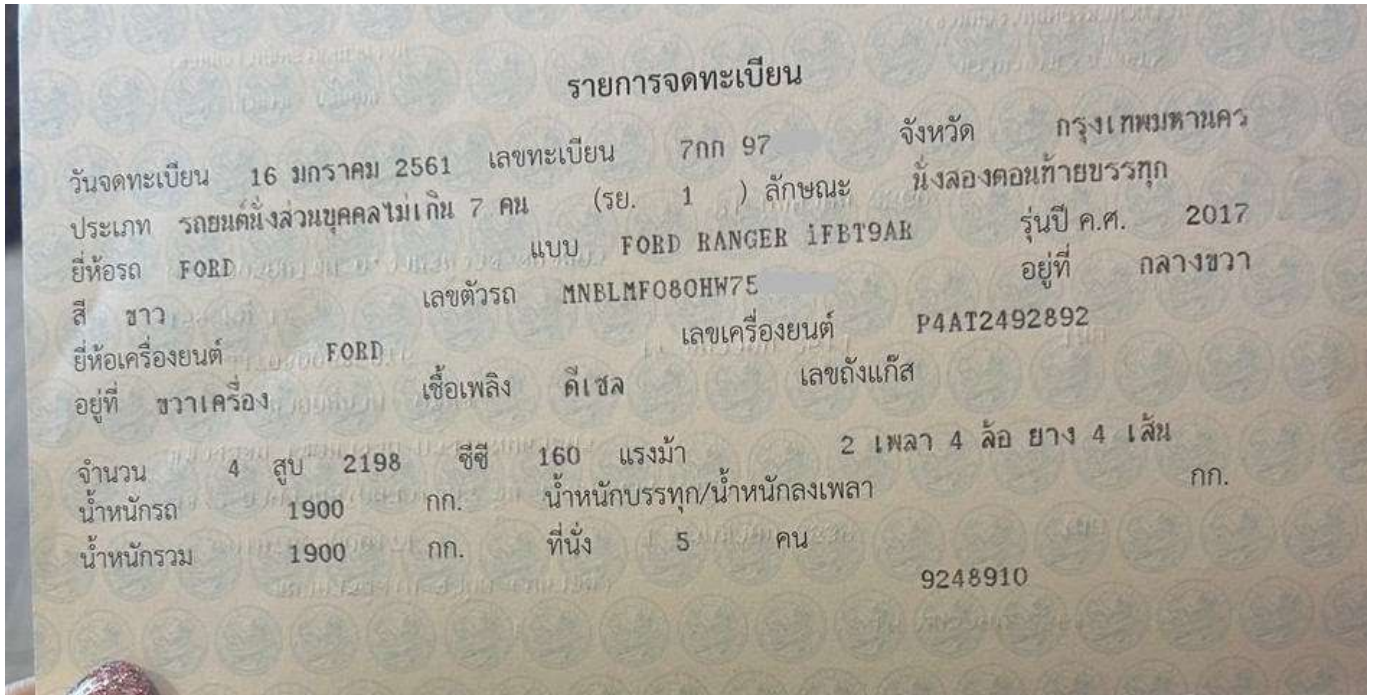 รายการจดทะเบียน
วันจดทะเบียน 16 มกราคม 2561 เลขทะเบียน 7กก 97 จังหวัด กรุงเทพมหานคร
ประเภท รถยนต์นั่งส่วนบุคคลไม่เกิน 7 คน (รย. 1 ) ลักษณะ นั่งสองตอนท้ายบรรทุก
ยี่ห้อรถ FORD แบบ FORD RANGER iFBT9AR รุ่นปี ค.ศ. 2017
สี ขาว เลขตัวรถ MNBLMF080HW75 อยู่ที่ กลางขวา
ยี่ห้อเครื่องยนต์ FORD เลขเครื่องยนต์ P4AT2492892
อยู่ที่ ขวาเครื่อง เชื้อเพลิง ดีเซล เลขถังแก๊ส
จำนวน 4 สูบ 2198 ซีซี 160 แรงม้า 2 เพลา 4 ล้อ ยาง 4 เส้น
น้ำหนักรถ 1900 กก. น้ำหนักบรรทุก/น้ำหนักลงเพลา กก.
น้ำหนักรวม 1900 กก. ที่นั่ง 5 คน
9248910